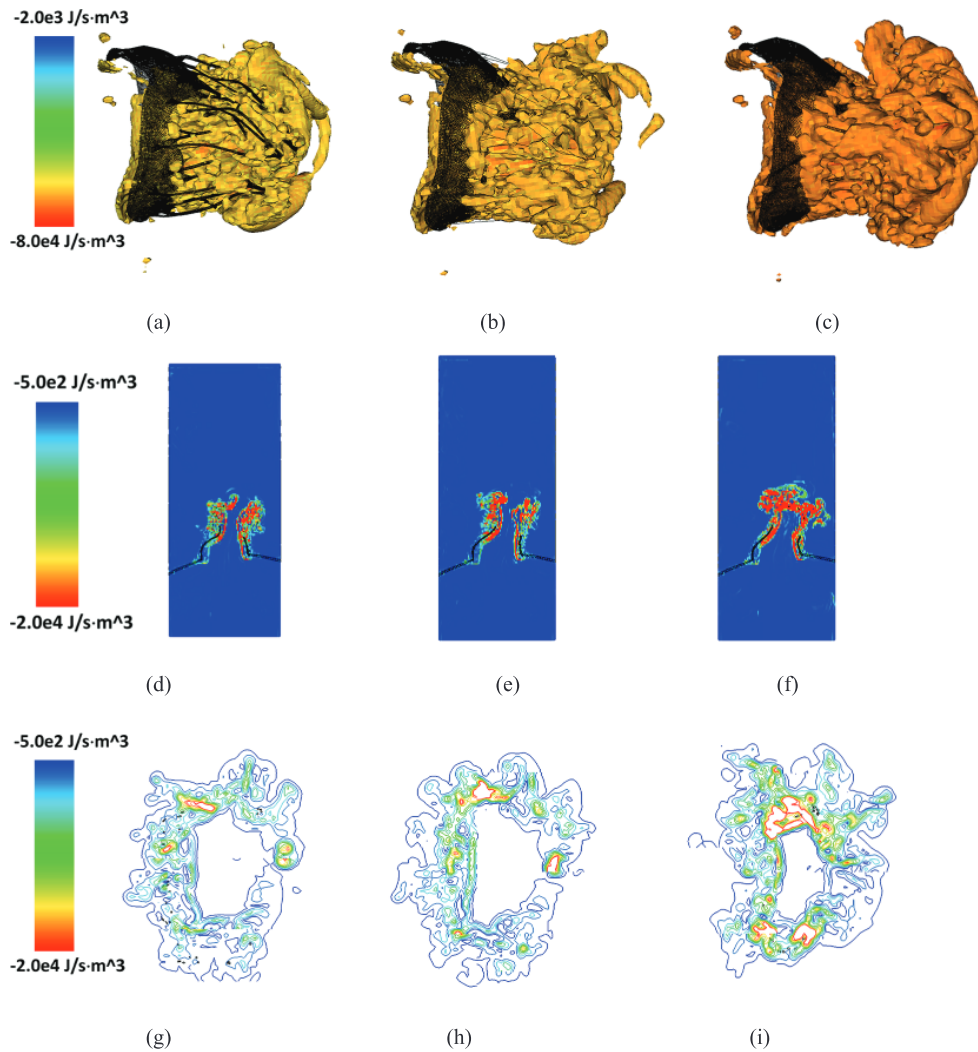 -2.0e3 J/s·m^3
-8.0e4 J/s·m^3
(a)
(b)
(c)
-5.0e2 J/s·m^3
-2.0e4 J/s·m^3
(d)
(e)
(f)
-5.0e2 J/s·m^3
-2.0e4 J/s·m^3
(g)
(h)
(i)